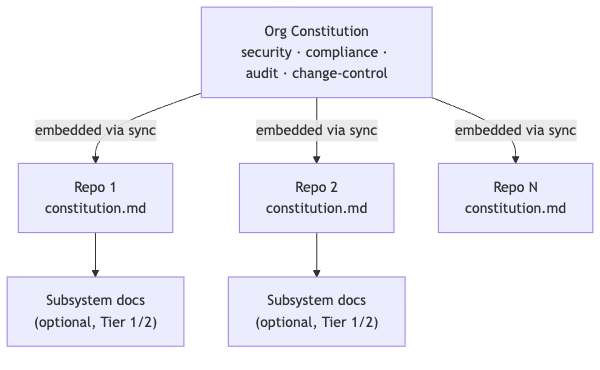 Org Constitution
security · compliance ·
audit · change-control
embedded via sync
embedded via sync
embedded via sync
Repo 1
constitution.md
Repo 2
constitution.md
Repo N
constitution.md
Subsystem docs
(optional, Tier 1/2)
Subsystem docs
(optional, Tier 1/2)